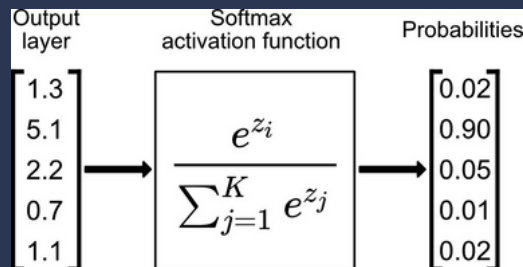 Output
layer
Softmax
activation function
Probabilities
1.3
5.1
2.2
0.7
1.1
e^{z_i}
∑_{j=1}^{K} e^{z_j}
0.02
0.90
0.05
0.01
0.02